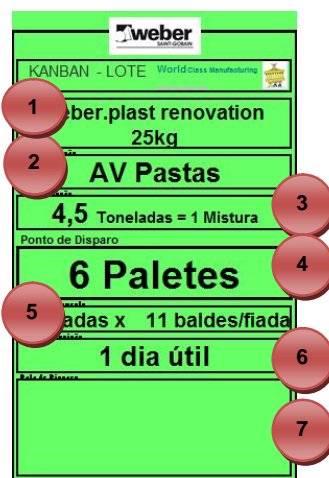 weber
SAINT-GOBAIN
KANBAN - LOTE World Class Manufacturing
1
eber.plast renovation
25kg
2
AV Pastas
3
4,5 Toneladas = 1 Mistura
Ponto de Disparo
4
6 Paletes
5
adas x 11 baldes/fiada
1 dia útil
6
7